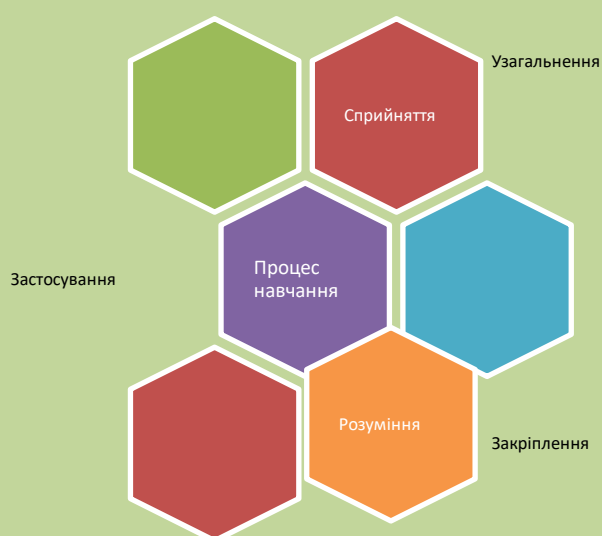 Узагальнення
Сприйняття
Процес
навчання
Застосування
Розуміння
Закріплення